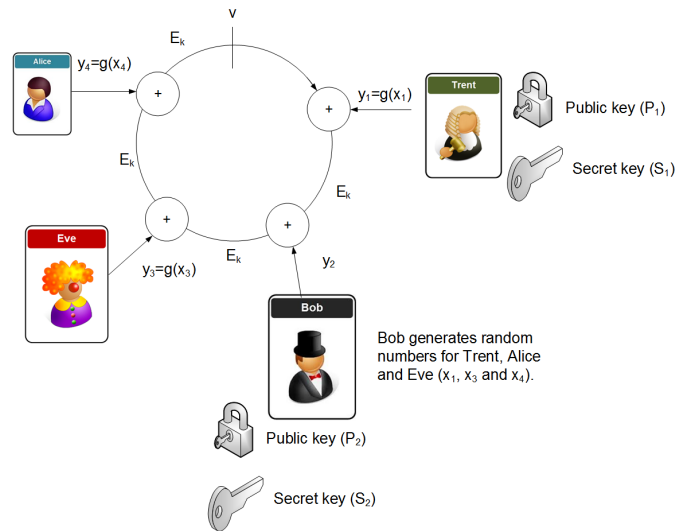 v
Eₖ
Alice
y₄=g(x₄)
+
y₁=g(x₁)
+
Trent
Public key (P₁)
Secret key (S₁)
Eₖ
Eₖ
+
+
Eve
y₃=g(x₃)
Eₖ
y₂
Bob
Bob generates random
numbers for Trent, Alice
and Eve (x₁, x₃ and x₄).
Public key (P₂)
Secret key (S₂)